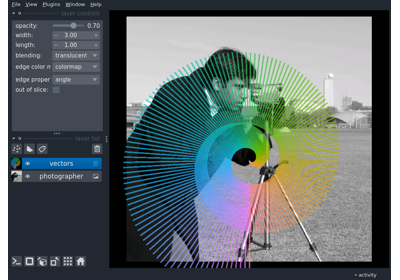 File View Plugins Window Help
layer controls
opacity: 0.70
width: 3.00
length: 1.00
blending: translucent
edge color n colormap
edge proper angle
out of slice:
layer list
vectors
photographer
activity